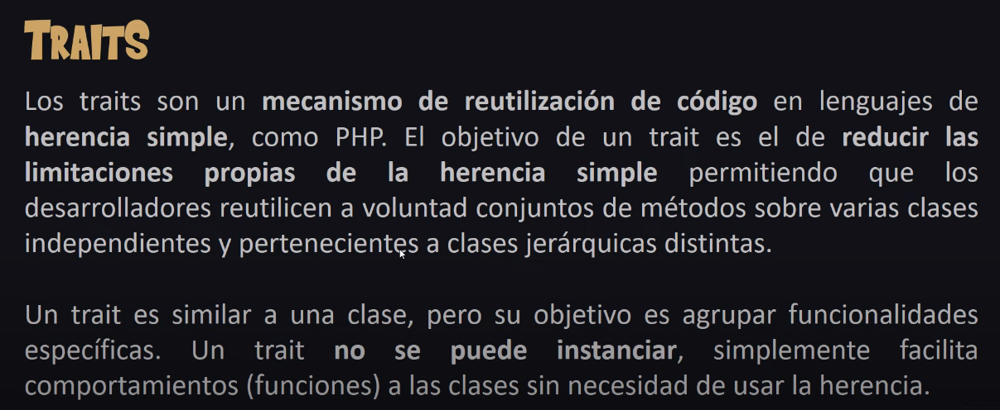 TRAITS
Los traits son un mecanismo de reutilización de código en lenguajes de
herencia simple, como PHP. El objetivo de un trait es el de reducir las
limitaciones propias de la herencia simple permitiendo que los
desarrolladores reutilicen a voluntad conjuntos de métodos sobre varias clases
independientes y pertenecientes a clases jerárquicas distintas.
Un trait es similar a una clase, pero su objetivo es agrupar funcionalidades
específicas. Un trait no se puede instanciar, simplemente facilita
comportamientos (funciones) a las clases sin necesidad de usar la herencia.